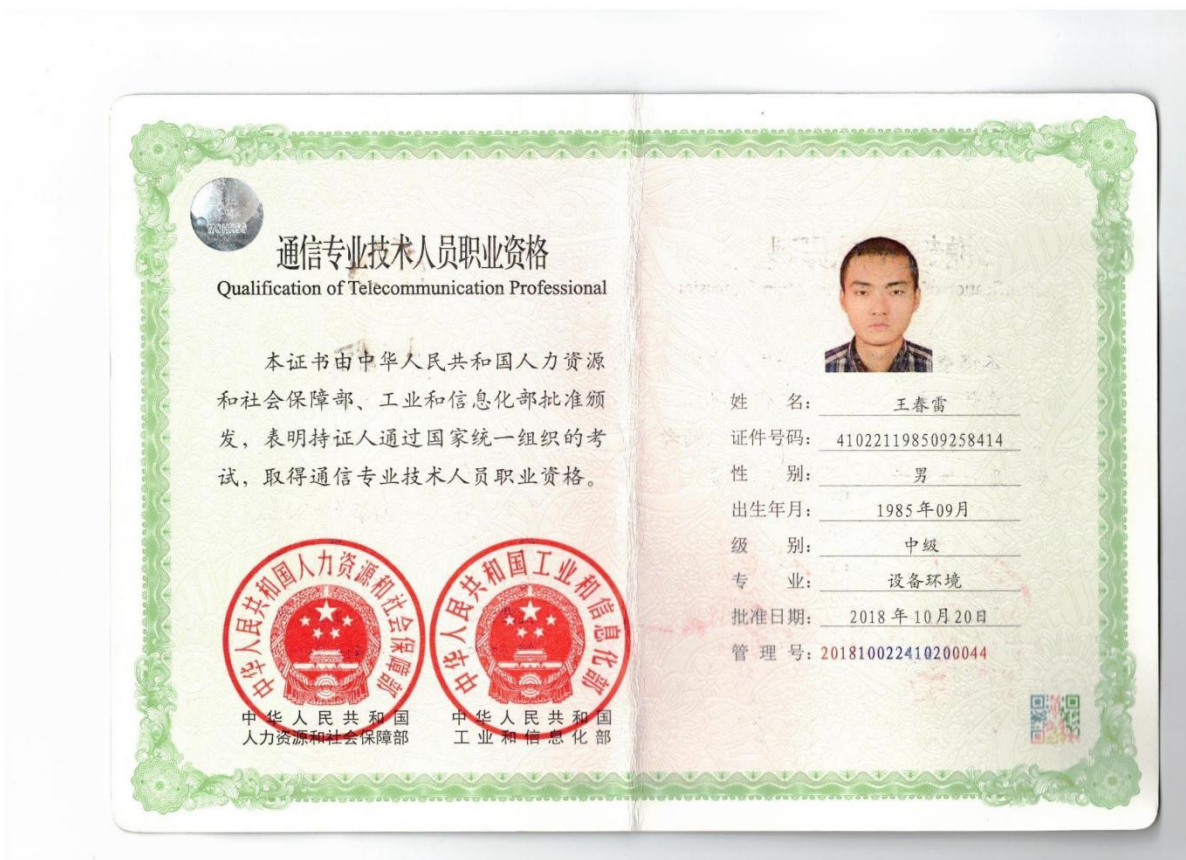 通信专业技术人员职业资格
Qualification of Telecommunication Professional
本证书由中华人民共和国人力资源
和社会保障部、工业和信息化部批准颁
发，表明持证人通过国家统一组织的考
试，取得通信专业技术人员职业资格。
中华人民共和国人力资源和社会保障部
中华人民共和国工业和信息化部
中华人民共和国
人力资源和社会保障部
中华人民共和国
工业和信息化部
姓 名：王春雷
证件号码：410221198509258414
性 别：男
出生年月：1985年09月
级 别：中级
专 业：设备环境
批准日期：2018年10月20日
管 理 号：201810022410200044